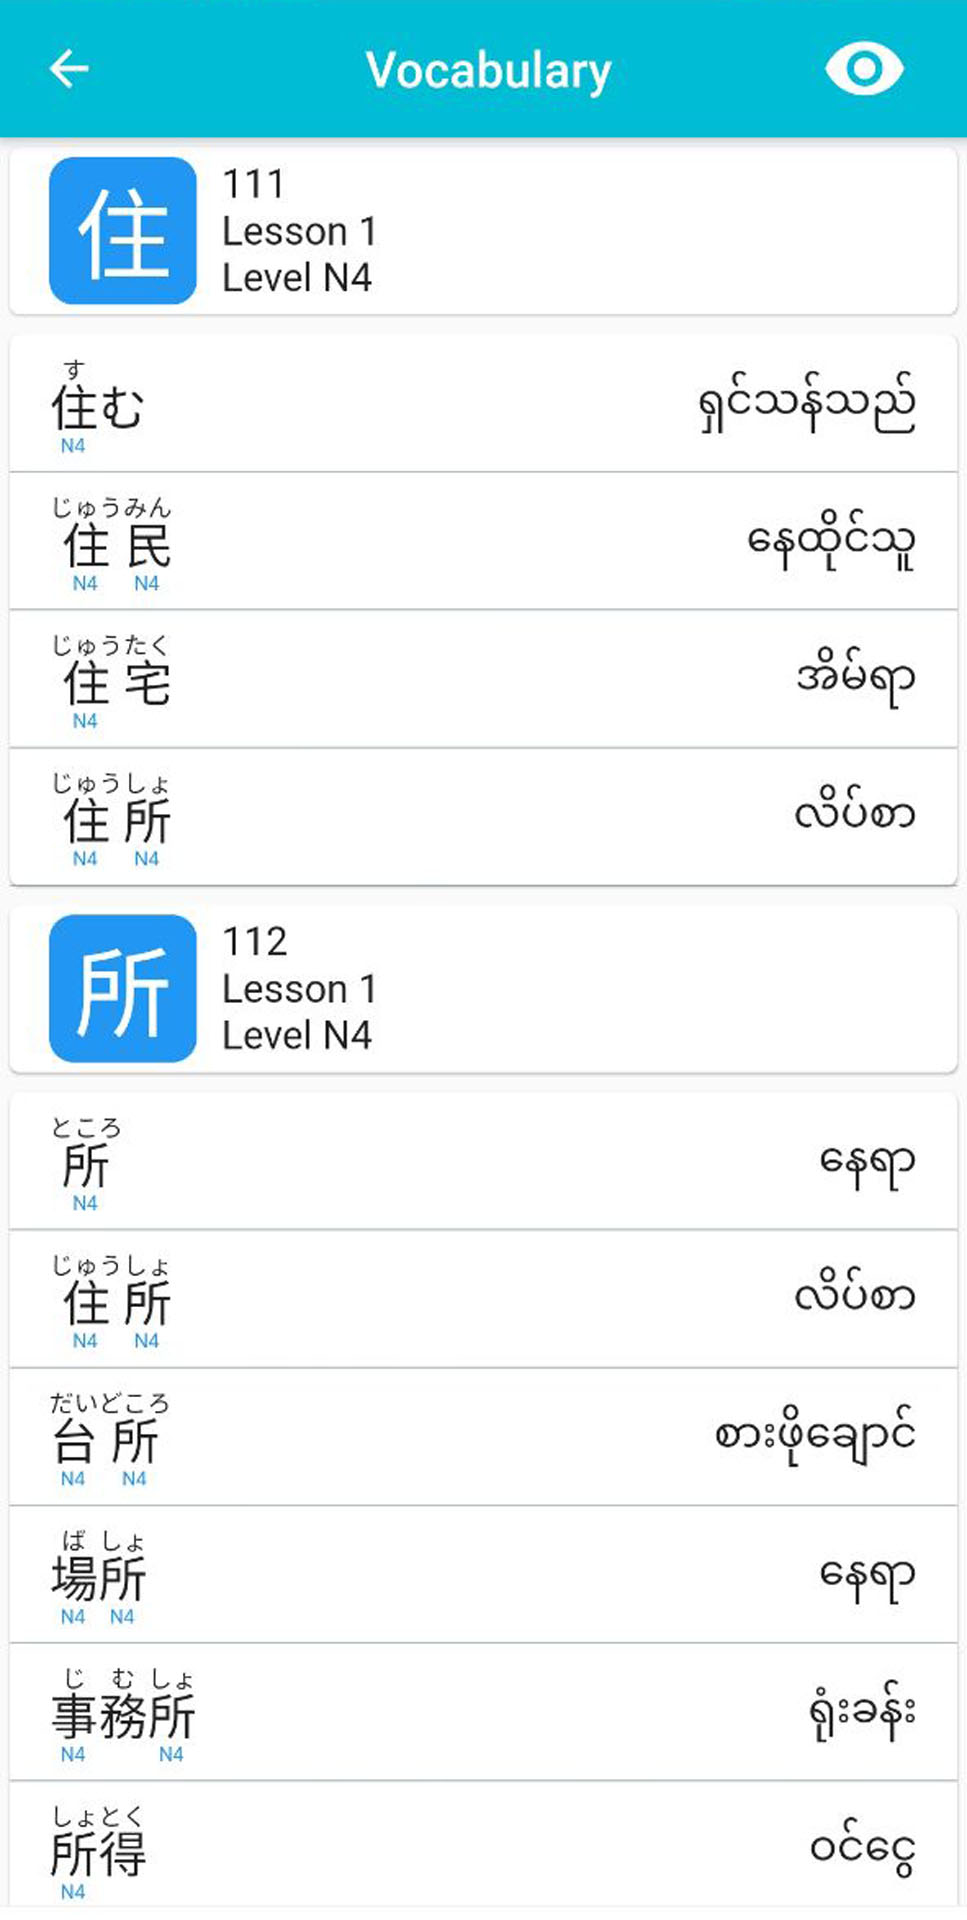 Vocabulary
住
111
Lesson 1
Level N4
す
住む
N4
ရှင်သန်သည်
じゅうみん
住民
N4 N4
နေထိုင်သူ
じゅうたく
住宅
N4
အိမ်ရာ
じゅうしょ
住所
N4 N4
လိပ်စာ
所
112
Lesson 1
Level N4
ところ
所
N4
နေရာ
じゅうしょ
住所
N4 N4
လိပ်စာ
だいどころ
台所
N4 N4
စားဖိုချောင်
ば しょ
場所
N4 N4
နေရာ
じ む しょ
事務所
N4 N4
ရုံးခန်း
しょとく
所得
N4
ဝင်ငွေ